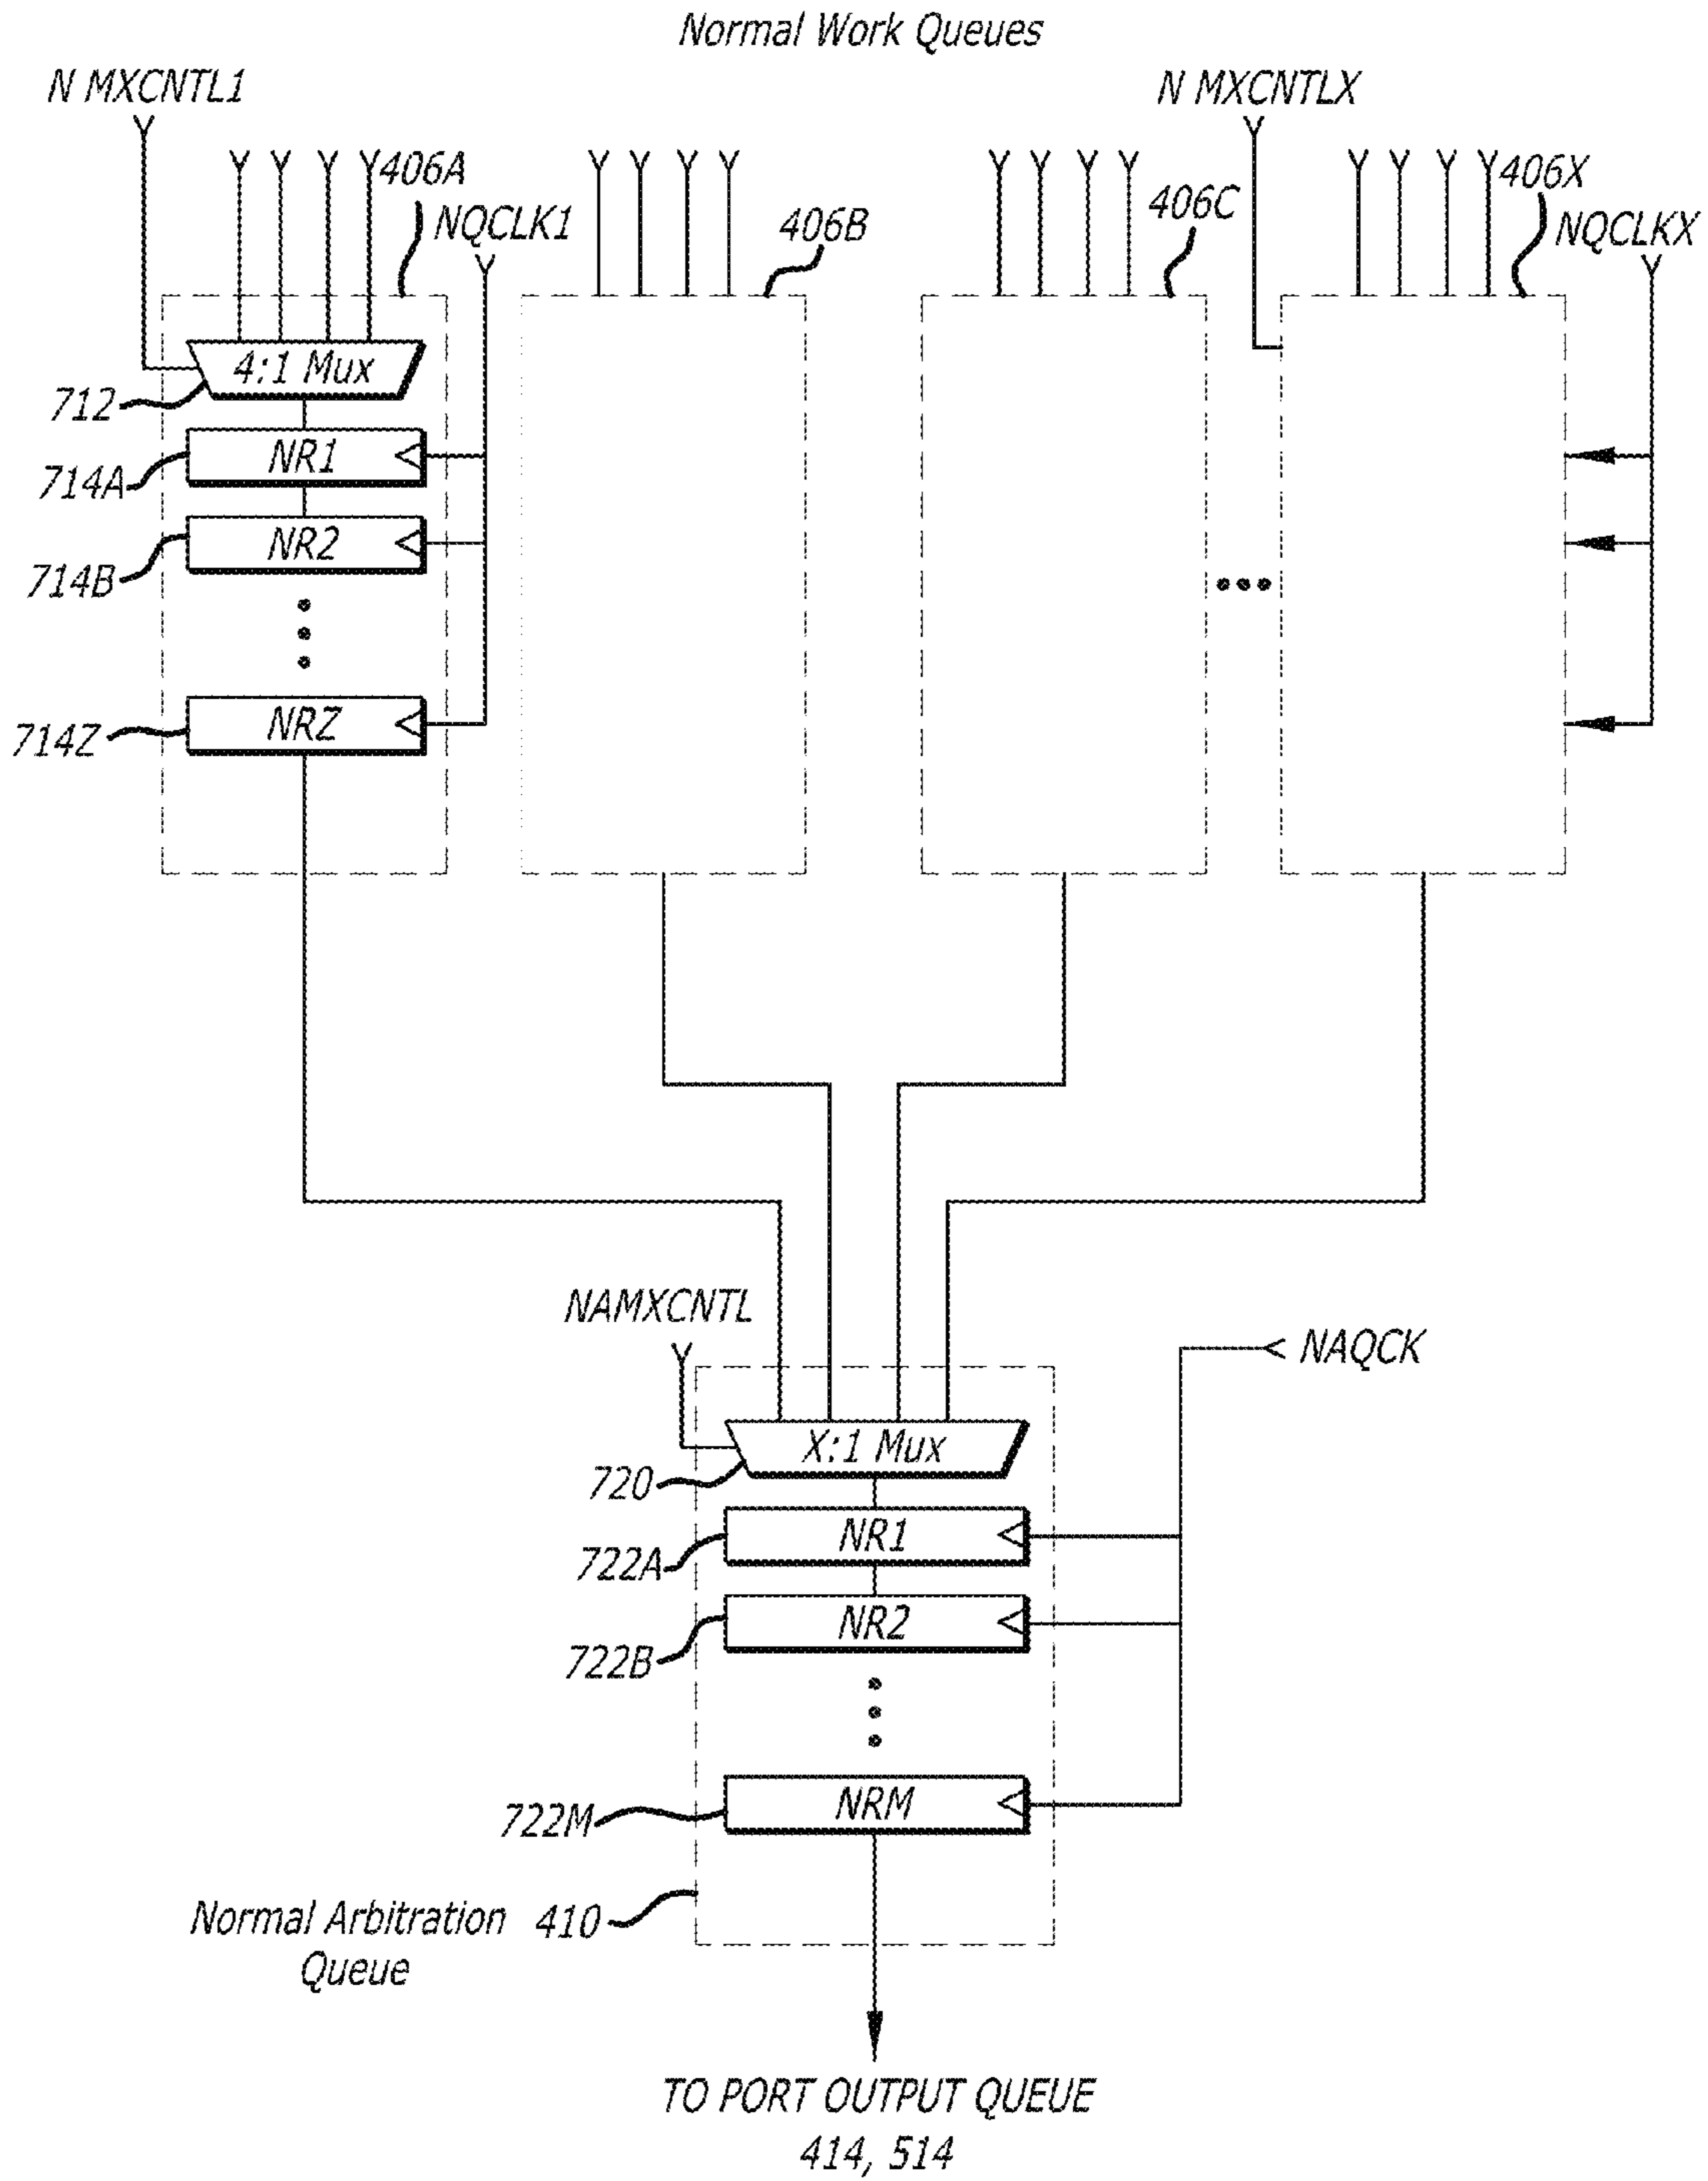 Normal Work Queues
N MXCNTL1
N MXCNTLX
406A
406X
NQCLK1
406B
406C
NQCLKX
4:1 Mux
712
NR1
714A
NR2
714B
NRZ
714Z
NAMXCNTL
NAQCK
X:1 Mux
720
NR1
722A
NR2
722B
NRM
722M
Normal Arbitration 410
Queue
TO PORT OUTPUT QUEUE
414, 514